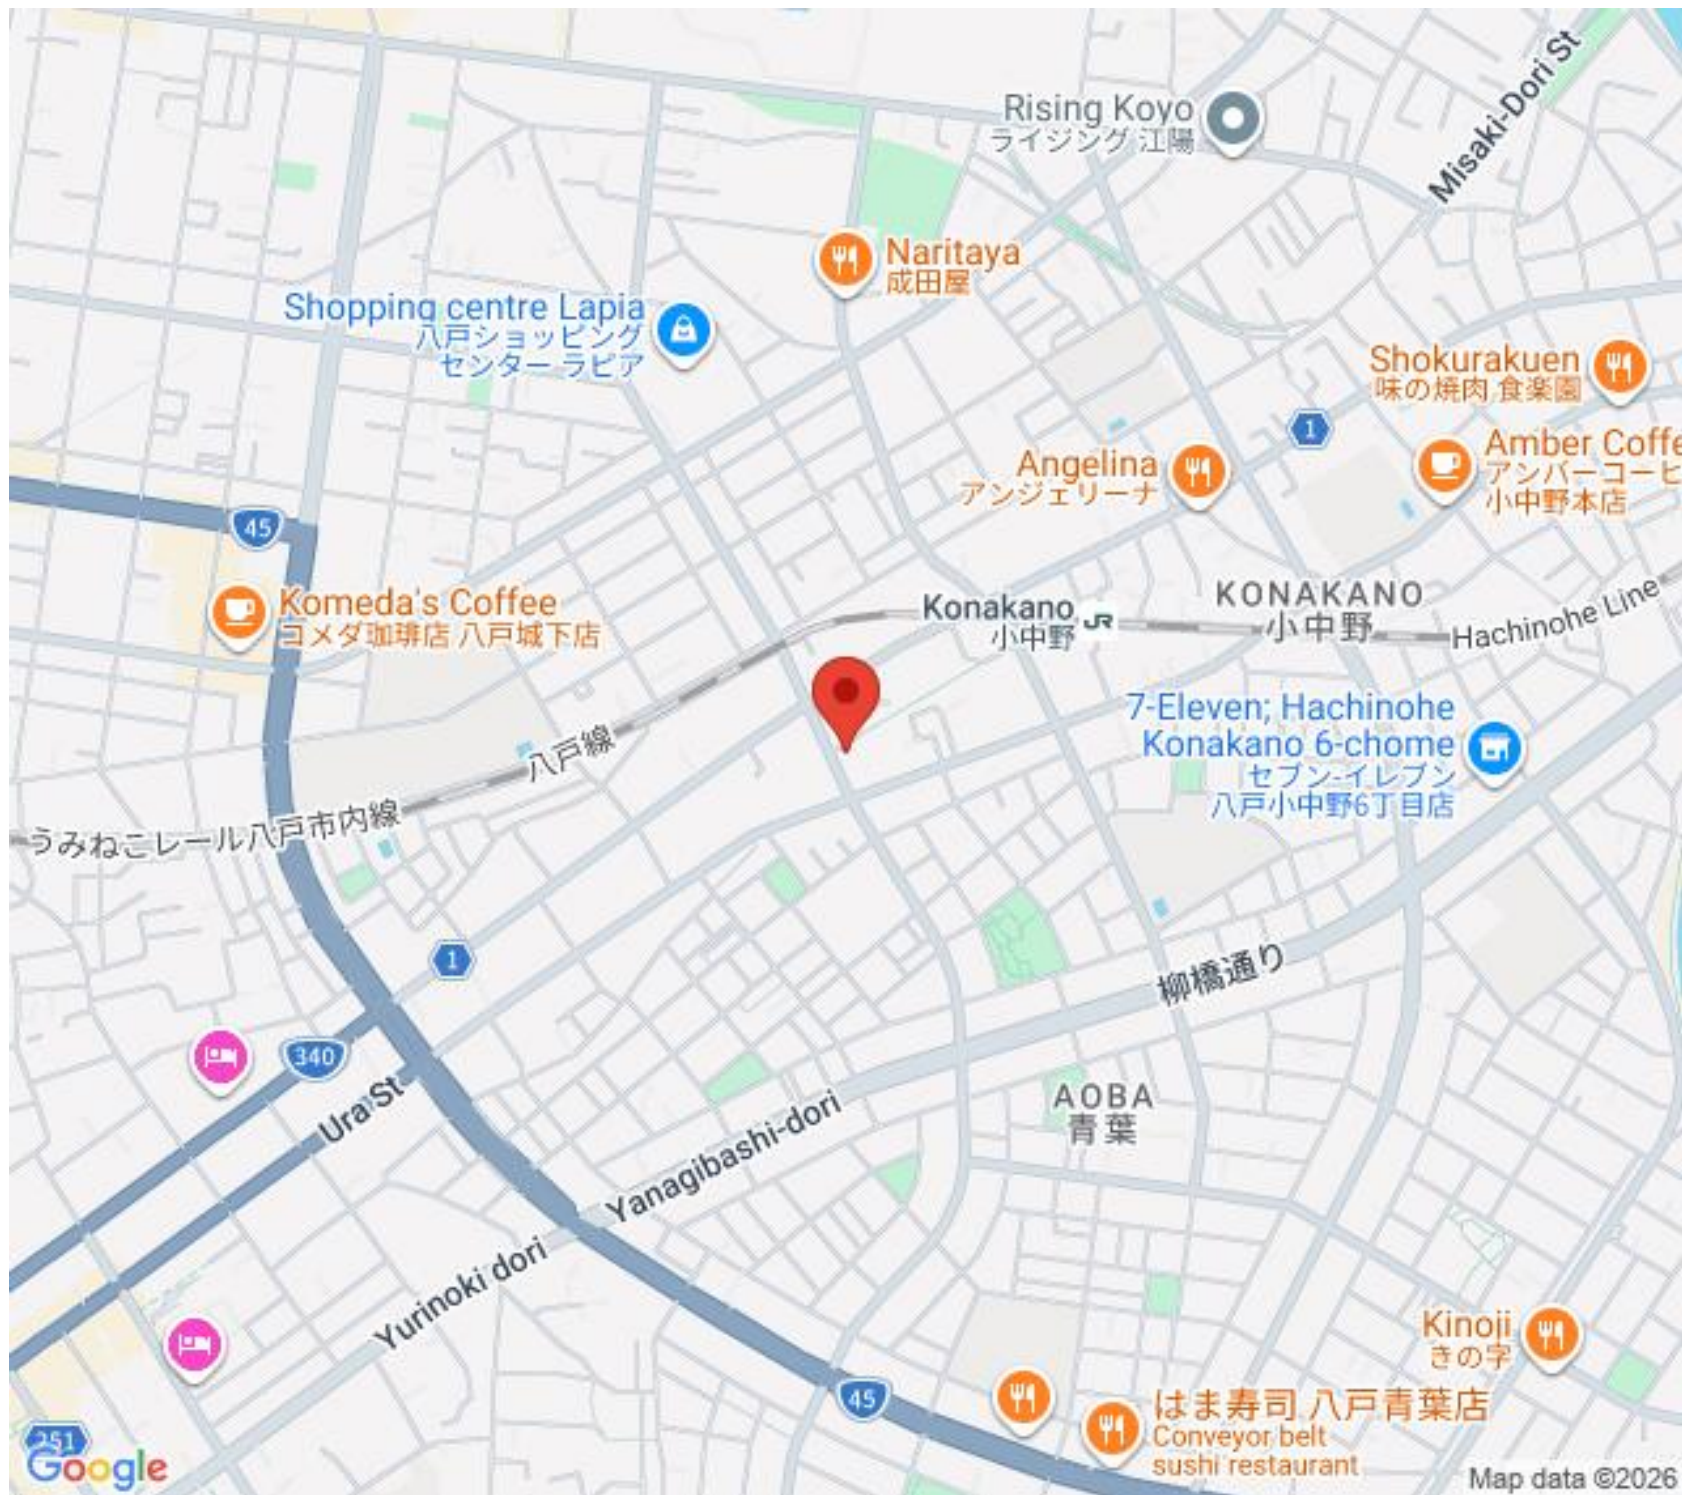 Misaki-Dori St
Rising Koyo
ライジング 江陽
Naritaya
成田屋
Shopping centre Lapia
八戸ショッピング
センター ラピア
Shokurakuen
味の焼肉 食楽園
1
Amber Coffe
アンバーコーヒ
小中野本店
Angelina
アンジェリーナ
45
Komeda's Coffee
コメダ珈琲店 八戸城下店
Konakano
小中野
JR
KONAKANO
小中野
Hachinohe Line
7-Eleven; Hachinohe
Konakano 6-chome
セブン-イレブン
八戸小中野6丁目店
八戸線
うみねこレール八戸市内線
1
柳橋通り
340
Ura St
AOBA
青葉
Yanagibashi-dori
Yurinoki dori
Kinoji
きの字
45
はま寿司 八戸青葉店
Conveyor belt
sushi restaurant
251
Google
Map data ©2026